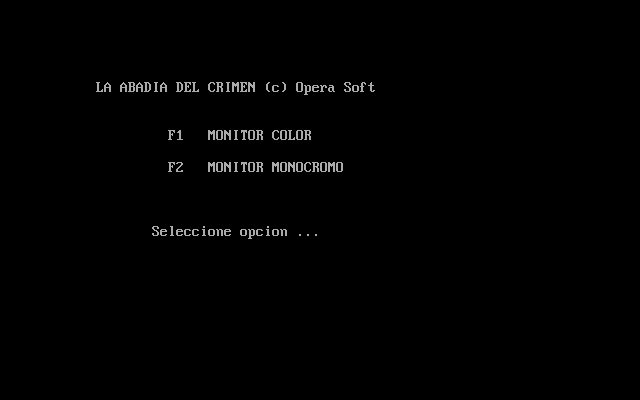 LA ABADIA DEL CRIMEN (c) Opera Soft
F1 MONITOR COLOR
F2 MONITOR MONOCROMO
Seleccione opcion ...